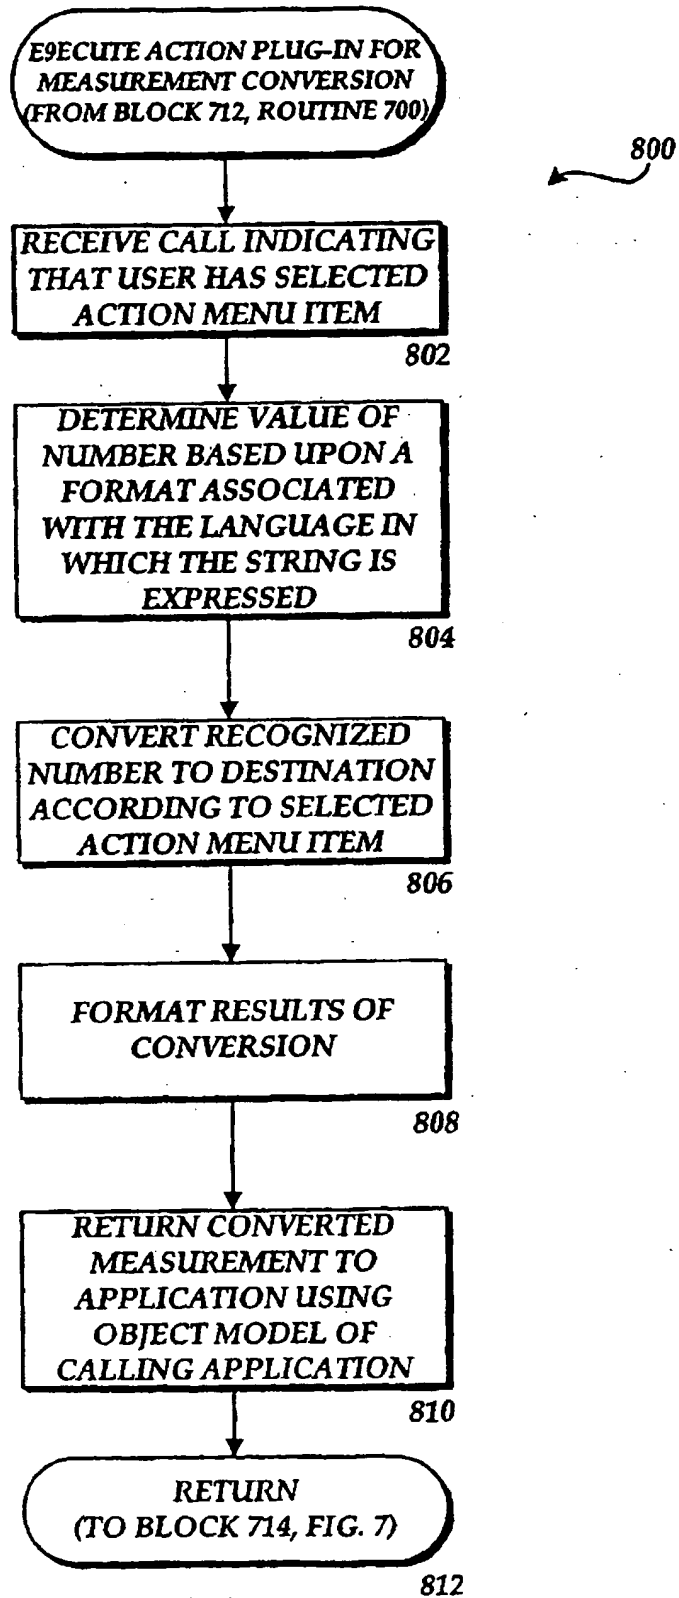 E9ECUTE ACTION PLUG-IN FOR
MEASUREMENT CONVERSION
(FROM BLOCK 712, ROUTINE 700)
800
RECEIVE CALL INDICATING
THAT USER HAS SELECTED
ACTION MENU ITEM
802
DETERMINE VALUE OF
NUMBER BASED UPON A
FORMAT ASSOCIATED
WITH THE LANGUAGE IN
WHICH THE STRING IS
EXPRESSED
804
CONVERT RECOGNIZED
NUMBER TO DESTINATION
ACCORDING TO SELECTED
ACTION MENU ITEM
806
FORMAT RESULTS OF
CONVERSION
808
RETURN CONVERTED
MEASUREMENT TO
APPLICATION USING
OBJECT MODEL OF
CALLING APPLICATION
810
RETURN
(TO BLOCK 714, FIG. 7)
812